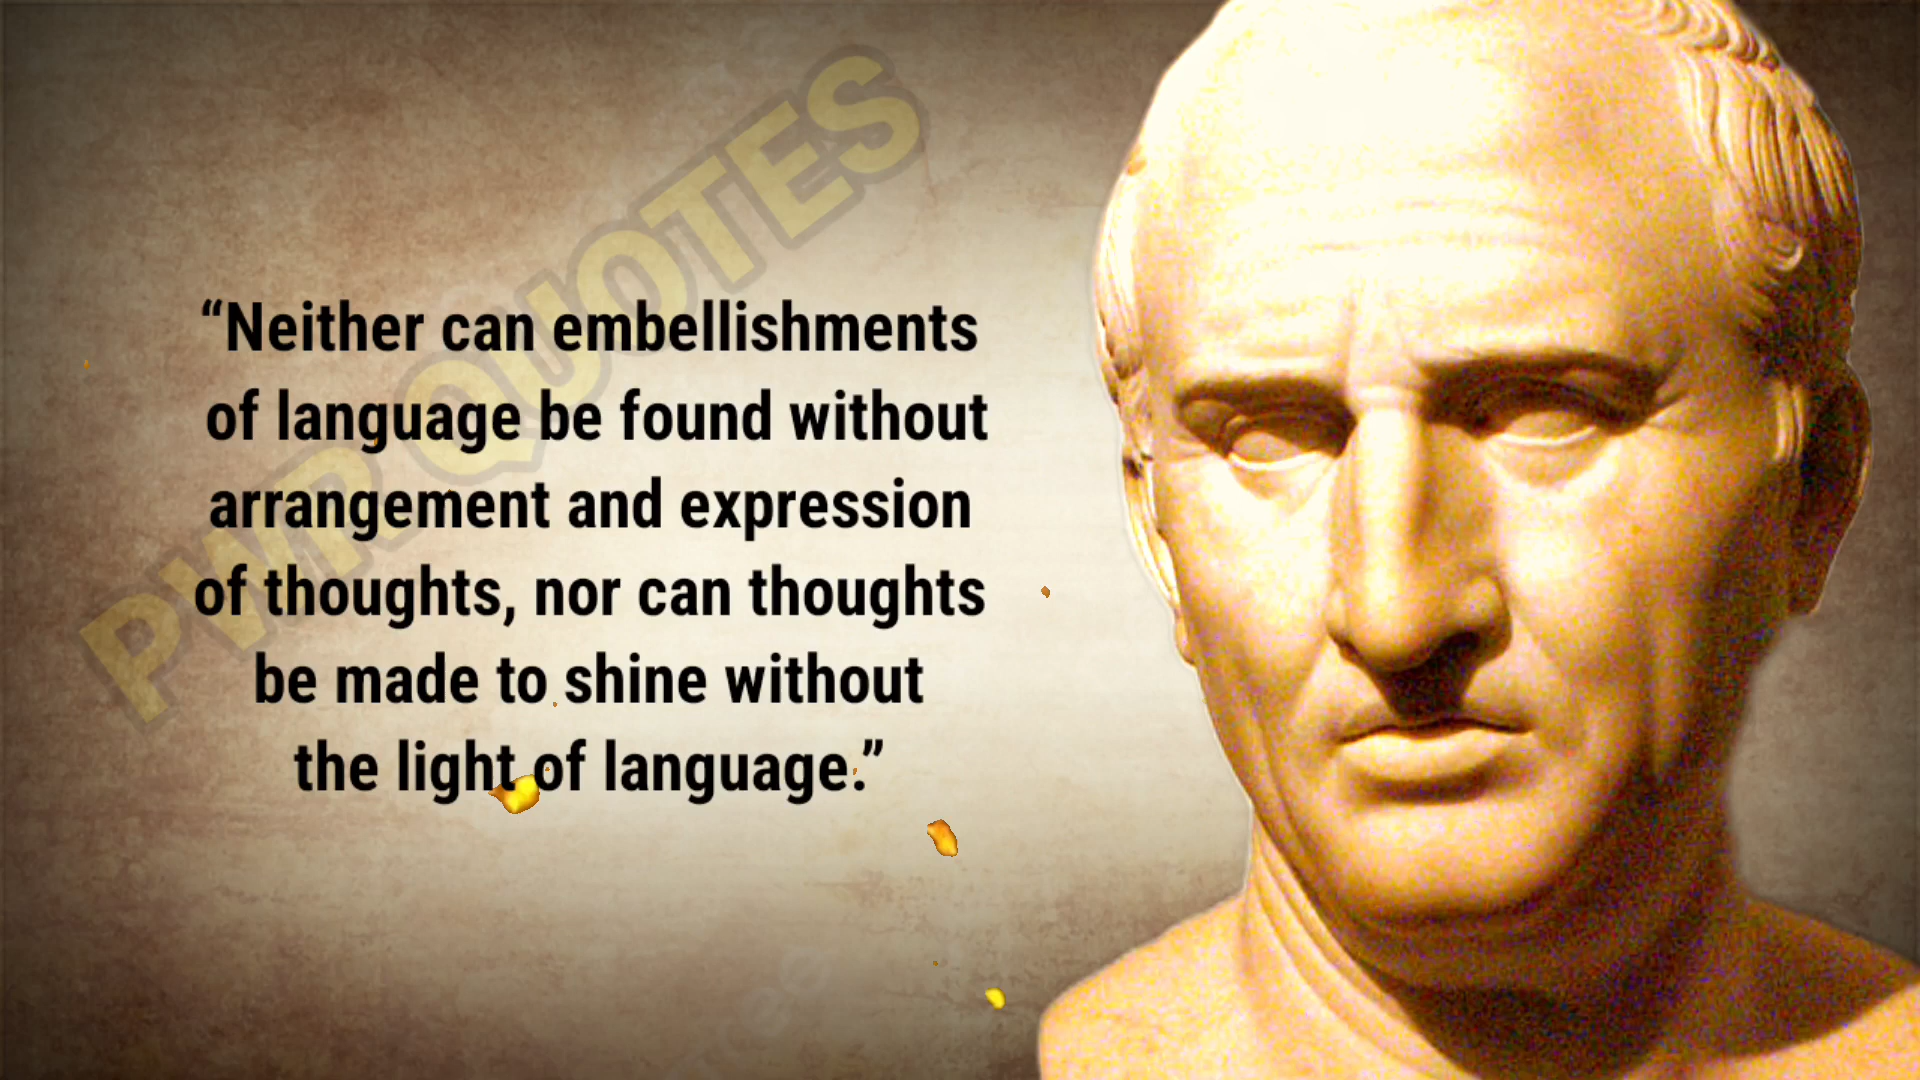 PWR QUOTES
“Neither can embellishments
of language be found without
arrangement and expression
of thoughts, nor can thoughts
be made to shine without
the light of language.”